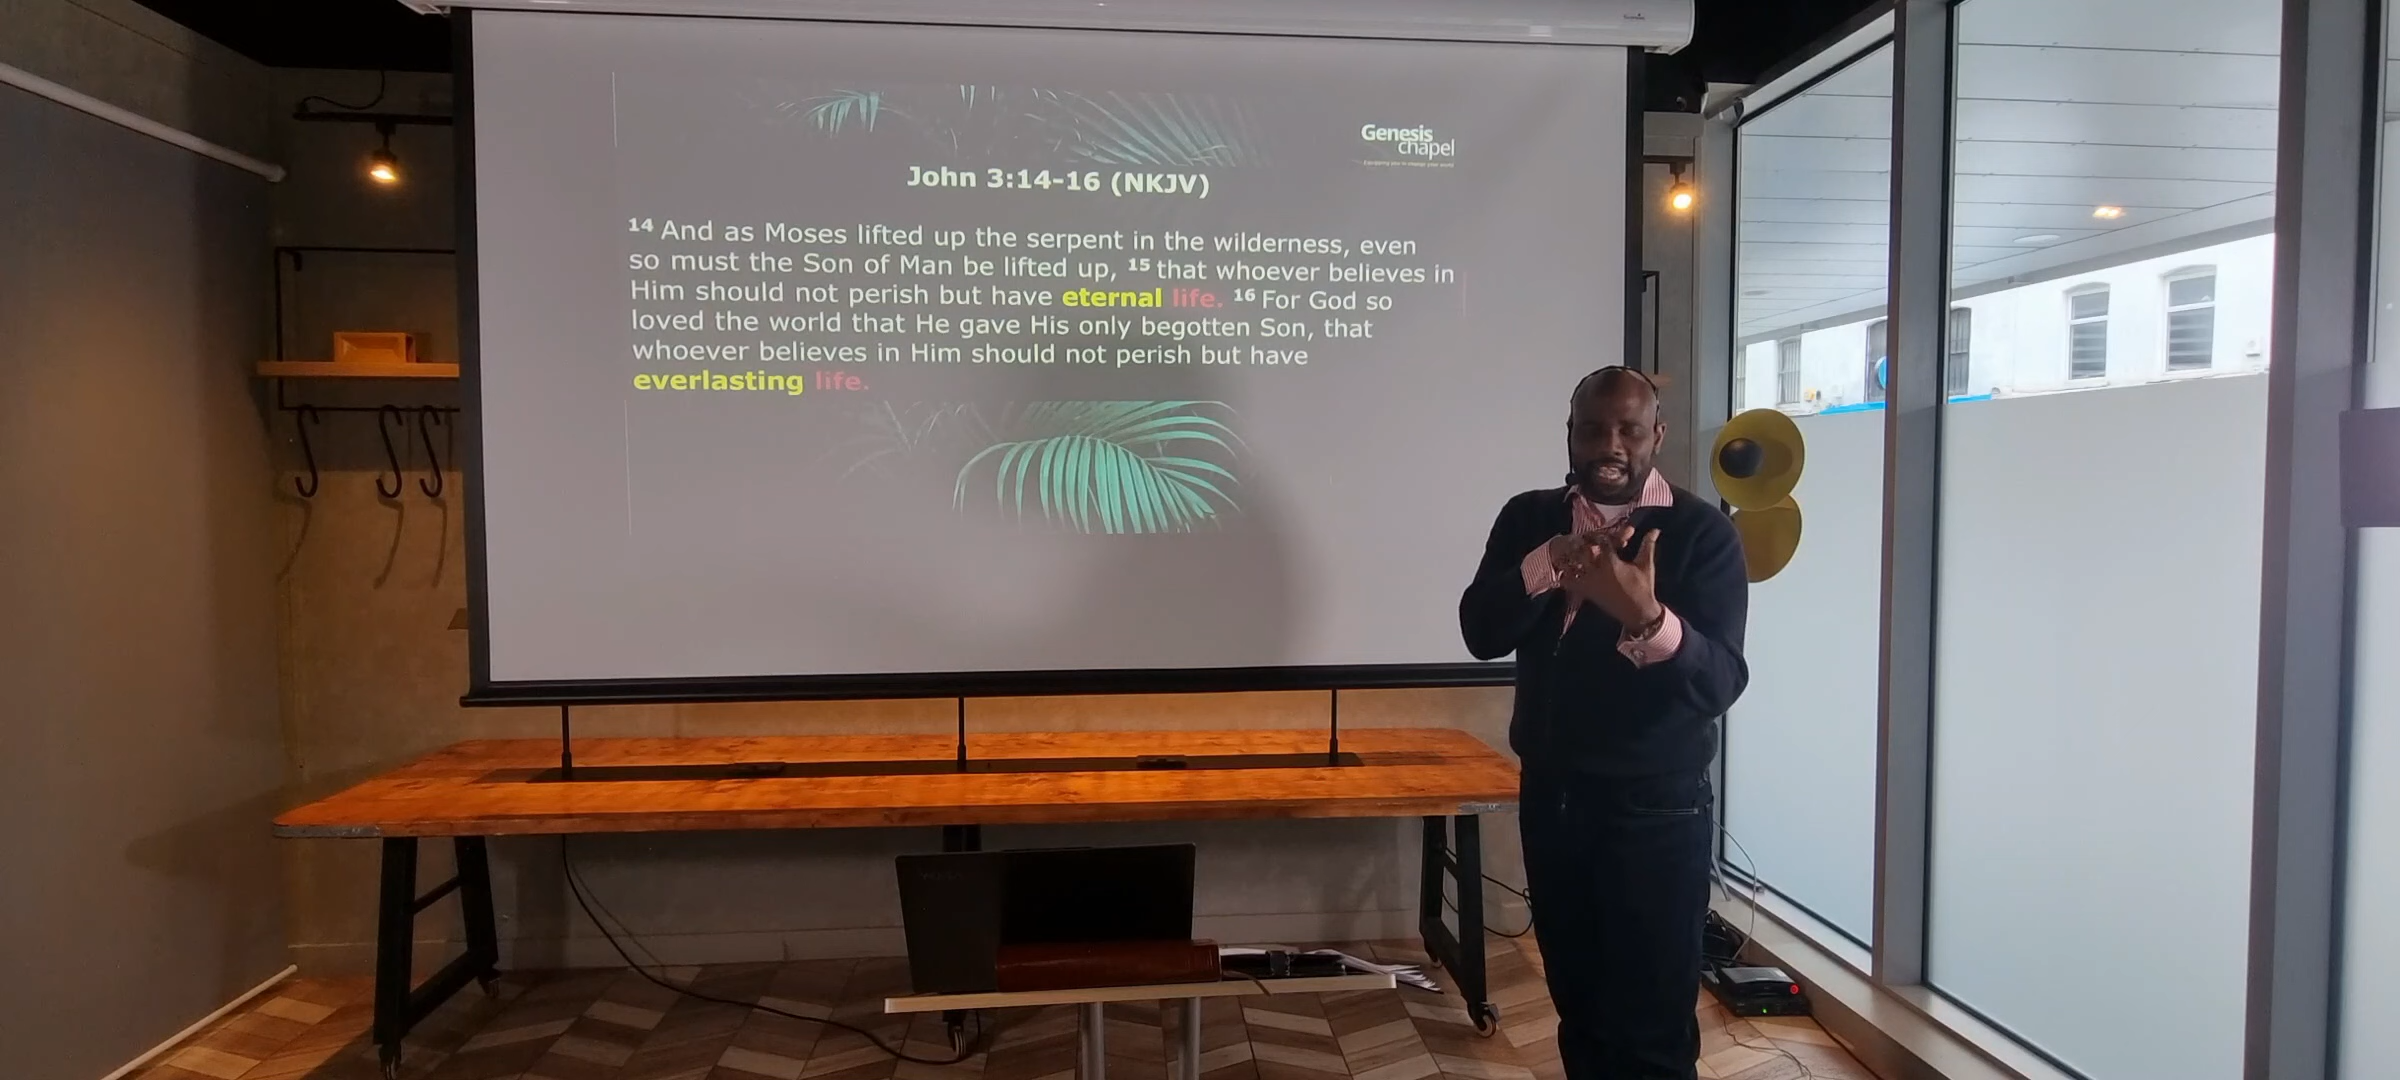 Genesis
chapel
John 3:14-16 (NKJV)
14 And as Moses lifted up the serpent in the wilderness, even
so must the Son of Man be lifted up, 15 that whoever believes in
Him should not perish but have eternal life. 16 For God so
loved the world that He gave His only begotten Son, that
whoever believes in Him should not perish but have
everlasting life.